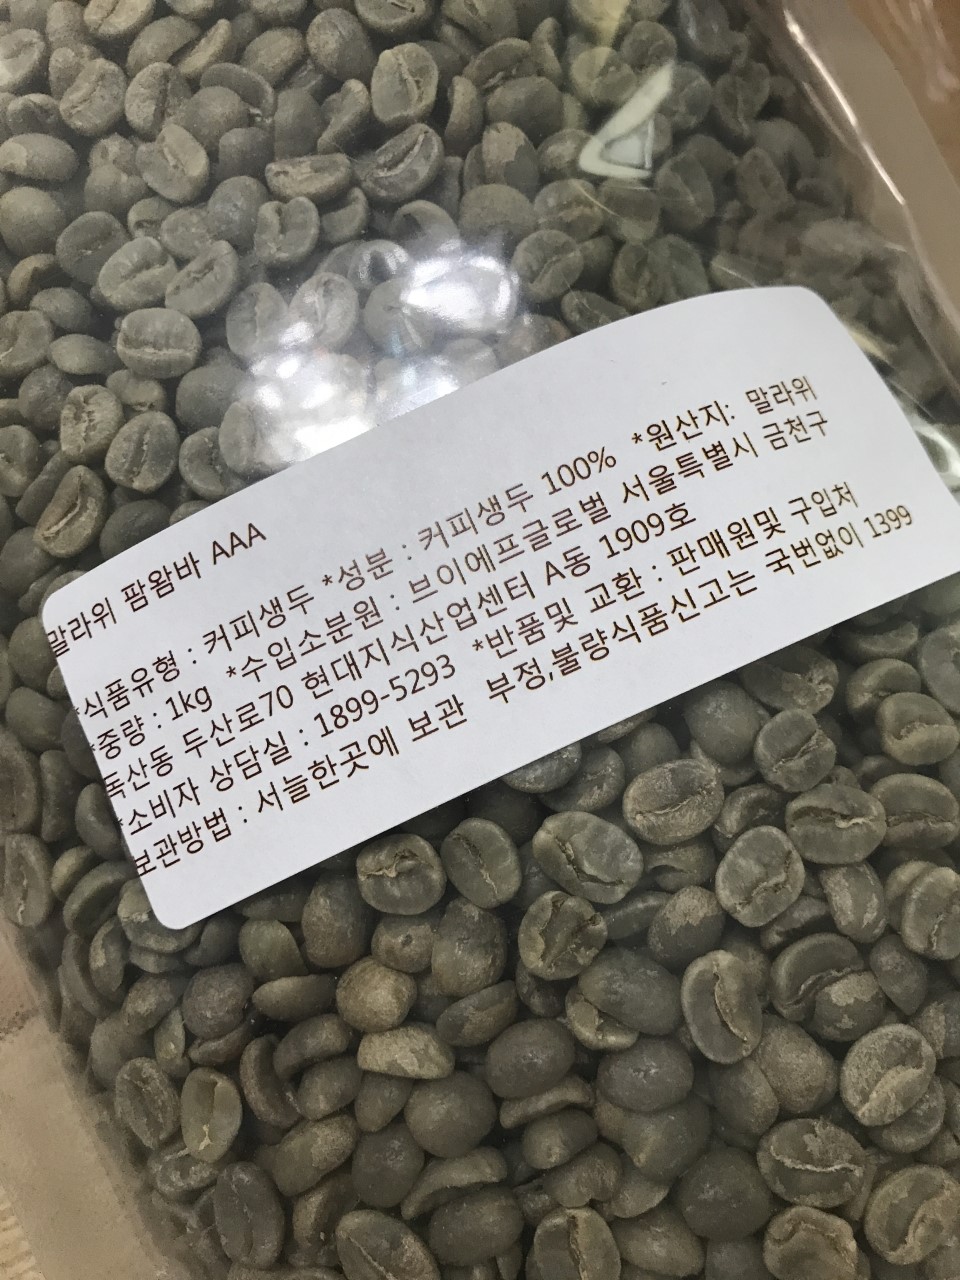 말라위 팜왐바 AAA
*식품유형 : 커피생두 *성분 : 커피생두 100% *원산지: 말라위
*중량 : 1kg *수입소분원 : 브이에프글로벌 서울특별시 금천구
독산동 두산로70 현대지식산업센터 A동 1909호
*소비자 상담실 : 1899-5293 *반품및 교환 : 판매원및 구입처
보관방법 : 서늘한곳에 보관 부정,불량식품신고는 국번없이 1399